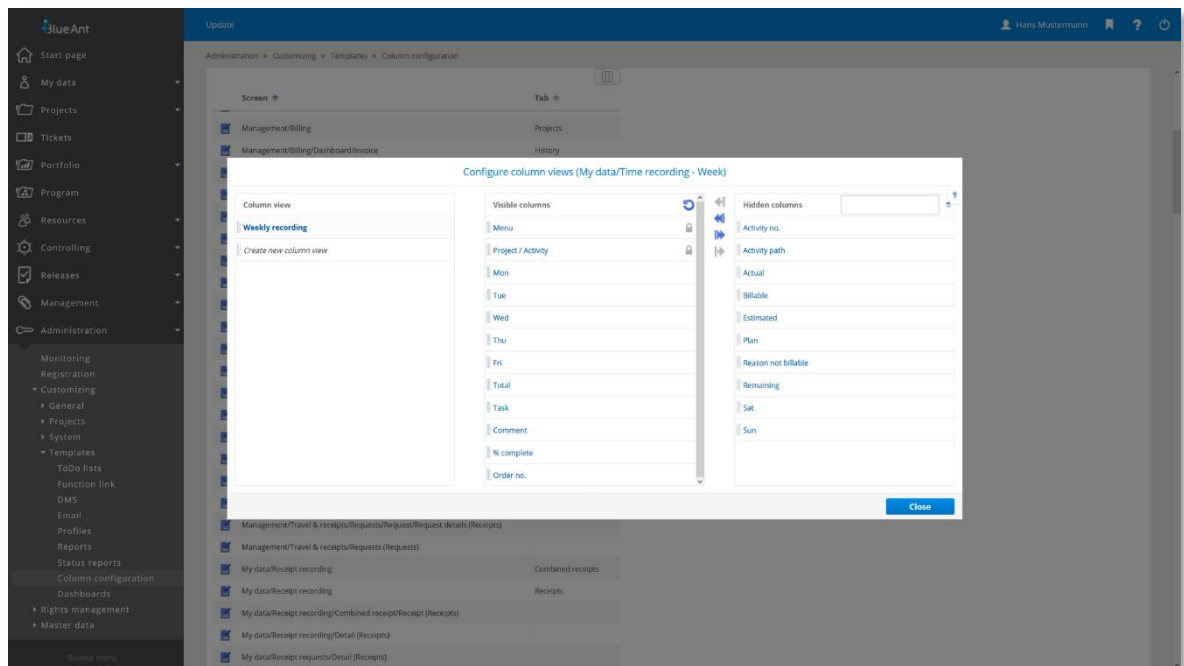 BlueAnt
Update
Hans Mustermann
?
Start page
My data
Projects
Tickets
Portfolio
Program
Resources
Controlling
Releases
Management
Administration
Monitoring
Registration
Customizing
General
Projects
System
Templates
ToDo lists
Function link
DMS
Email
Profiles
Reports
Status reports
Column configuration
Dashboards
Rights management
Master data
Browse menu
Administration » Customizing » Templates » Column configuration
Screen Tab
Management/Billing Projects
Management/Billing/Dashboard/Invoice History
Configure column views (My data/Time recording - Week)
?
Column view
Weekly recording
Create new column view
Visible columns
Menu
Project / Activity
Mon
Tue
Wed
Thu
Fri
Total
Task
Comment
% complete
Order no.
Hidden columns
Activity no.
Activity path
Actual
Billable
Estimated
Plan
Reason not billable
Remaining
Sat
Sun
Close
Management/Travel & receipts/Requests/Request/Request details (Receipts)
Management/Travel & receipts/Requests (Requests)
My data/Receipt recording Combined receipts
My data/Receipt recording Receipts
My data/Receipt recording/Combined receipt/Receipt (Receipts)
My data/Receipt recording/Detail (Receipts)
My data/Receipt requests/Detail (Receipts)